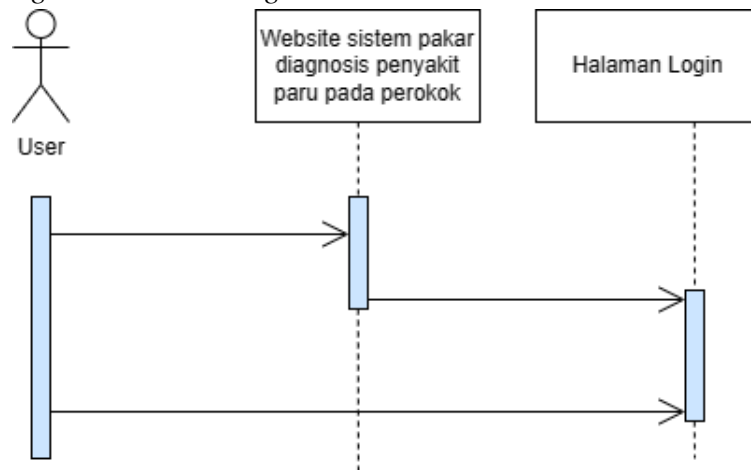 Website sistem pakar
diagnosis penyakit
paru pada perokok
Halaman Login
User